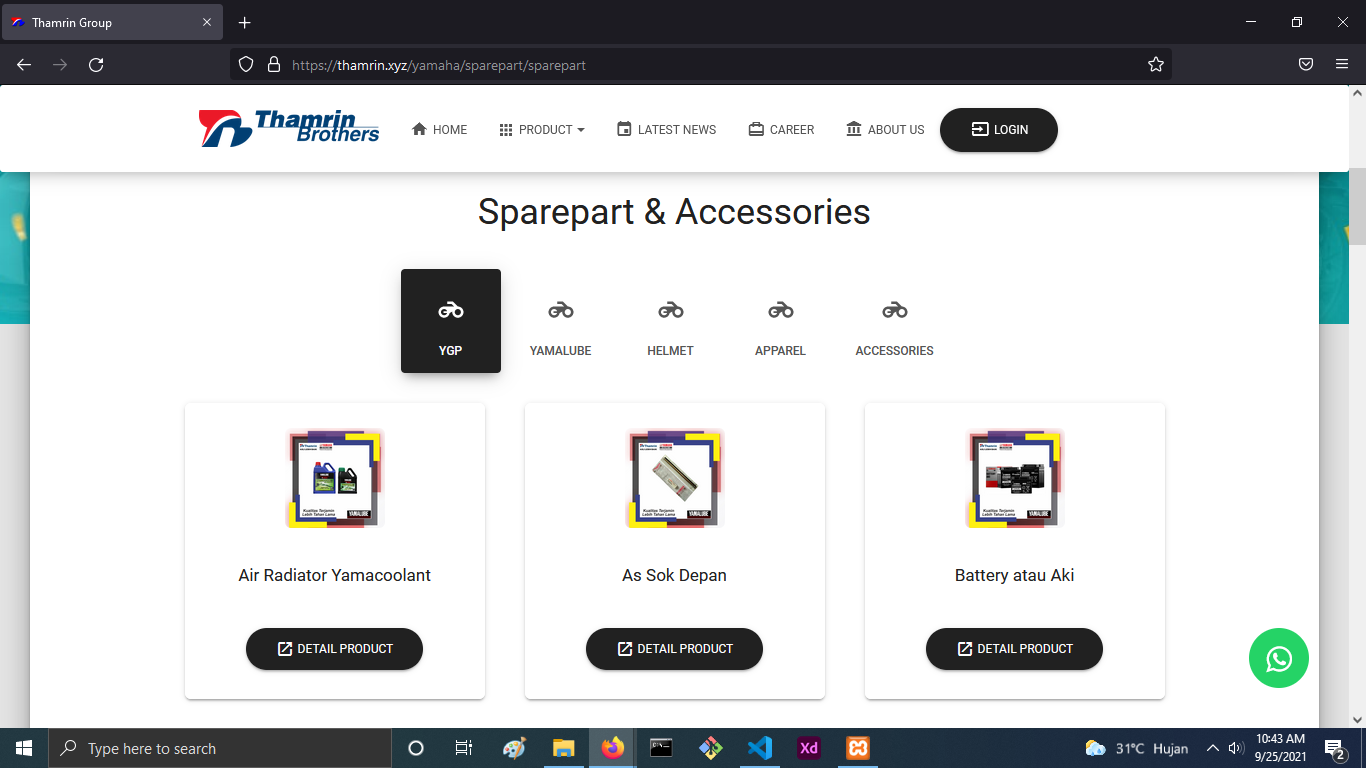 Thamrin Group
https://thamrin.xyz/yamaha/sparepart/sparepart
Thamrin
Brothers
HOME
PRODUCT
LATEST NEWS
CAREER
ABOUT US
LOGIN
Sparepart & Accessories
YGP
YAMALUBE
HELMET
APPAREL
ACCESSORIES
Kualitas Terjamin
Lebih Tahan Lama
YAMALUBE
Kualitas Terjamin
Lebih Tahan Lama
YAMALUBE
Kualitas Terjamin
Lebih Tahan Lama
YAMALUBE
Air Radiator Yamacoolant
As Sok Depan
Battery atau Aki
DETAIL PRODUCT
DETAIL PRODUCT
DETAIL PRODUCT
Type here to search
Xd
31°C Hujan
10:43 AM
9/25/2021
2